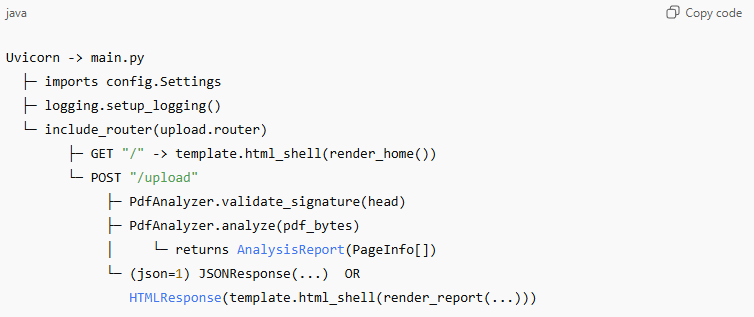 java
Copy code
Uvicorn -> main.py
├─ imports config.Settings
├─ logging.setup_logging()
└─ include_router(upload.router)
├─ GET "/" -> template.html_shell(render_home())
└─ POST "/upload"
├─ PdfAnalyzer.validate_signature(head)
├─ PdfAnalyzer.analyze(pdf_bytes)
│ └─ returns AnalysisReport(PageInfo[])
└─ (json=1) JSONResponse(...) OR
HTMLResponse(template.html_shell(render_report(...)))